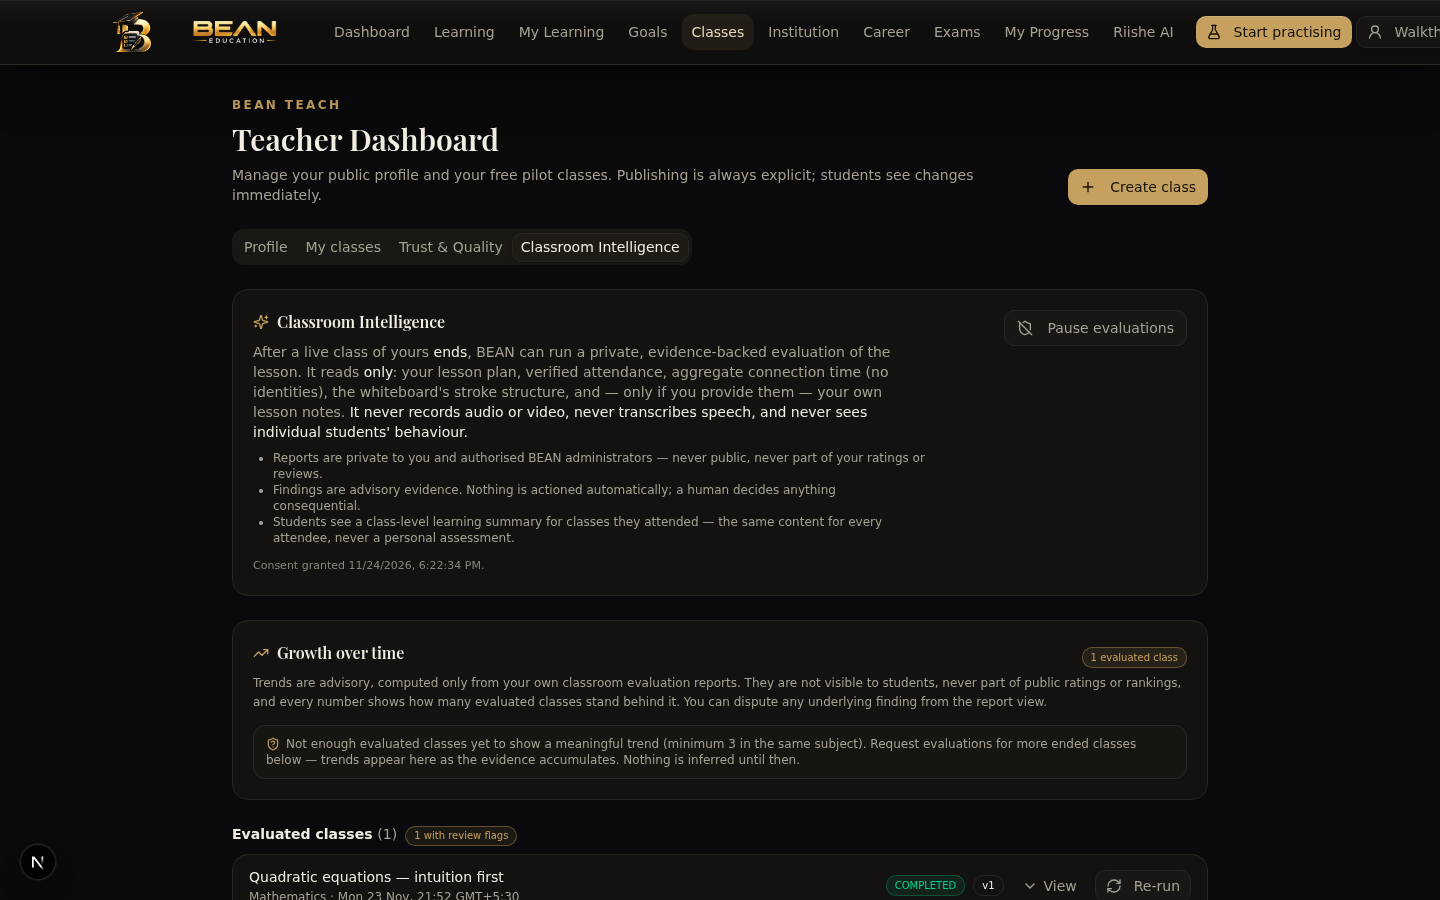 B BEAN EDUCATION Dashboard Learning My Learning Goals Classes Institution Career Exams My Progress Riishe AI Start practising
BEAN TEACH
Teacher Dashboard
Manage your public profile and your free pilot classes. Publishing is always explicit; students see changes
immediately.
Create class
Profile My classes Trust & Quality Classroom Intelligence
Classroom Intelligence
Pause evaluations
After a live class of yours ends, BEAN can run a private, evidence-backed evaluation of the
lesson. It reads only: your lesson plan, verified attendance, aggregate connection time (no
identities), the whiteboard's stroke structure, and — only if you provide them — your own
lesson notes. It never records audio or video, never transcribes speech, and never sees
individual students' behaviour.
• Reports are private to you and authorised BEAN administrators — never public, never part of your ratings or
reviews.
• Findings are advisory evidence. Nothing is actioned automatically; a human decides anything
consequential.
• Students see a class-level learning summary for classes they attended — the same content for every
attendee, never a personal assessment.
Consent granted 11/24/2026, 6:22:34 PM.
Growth over time
1 evaluated class
Trends are advisory, computed only from your own classroom evaluation reports. They are not visible to students, never part of public ratings or rankings,
and every number shows how many evaluated classes stand behind it. You can dispute any underlying finding from the report view.
Not enough evaluated classes yet to show a meaningful trend (minimum 3 in the same subject). Request evaluations for more ended classes
below — trends appear here as the evidence accumulates. Nothing is inferred until then.
Evaluated classes (1) 1 with review flags
Quadratic equations — intuition first
COMPLETED v1 View Re-run
Mathematics · Mon 23 Nov, 21:52 GMT+5:30
N